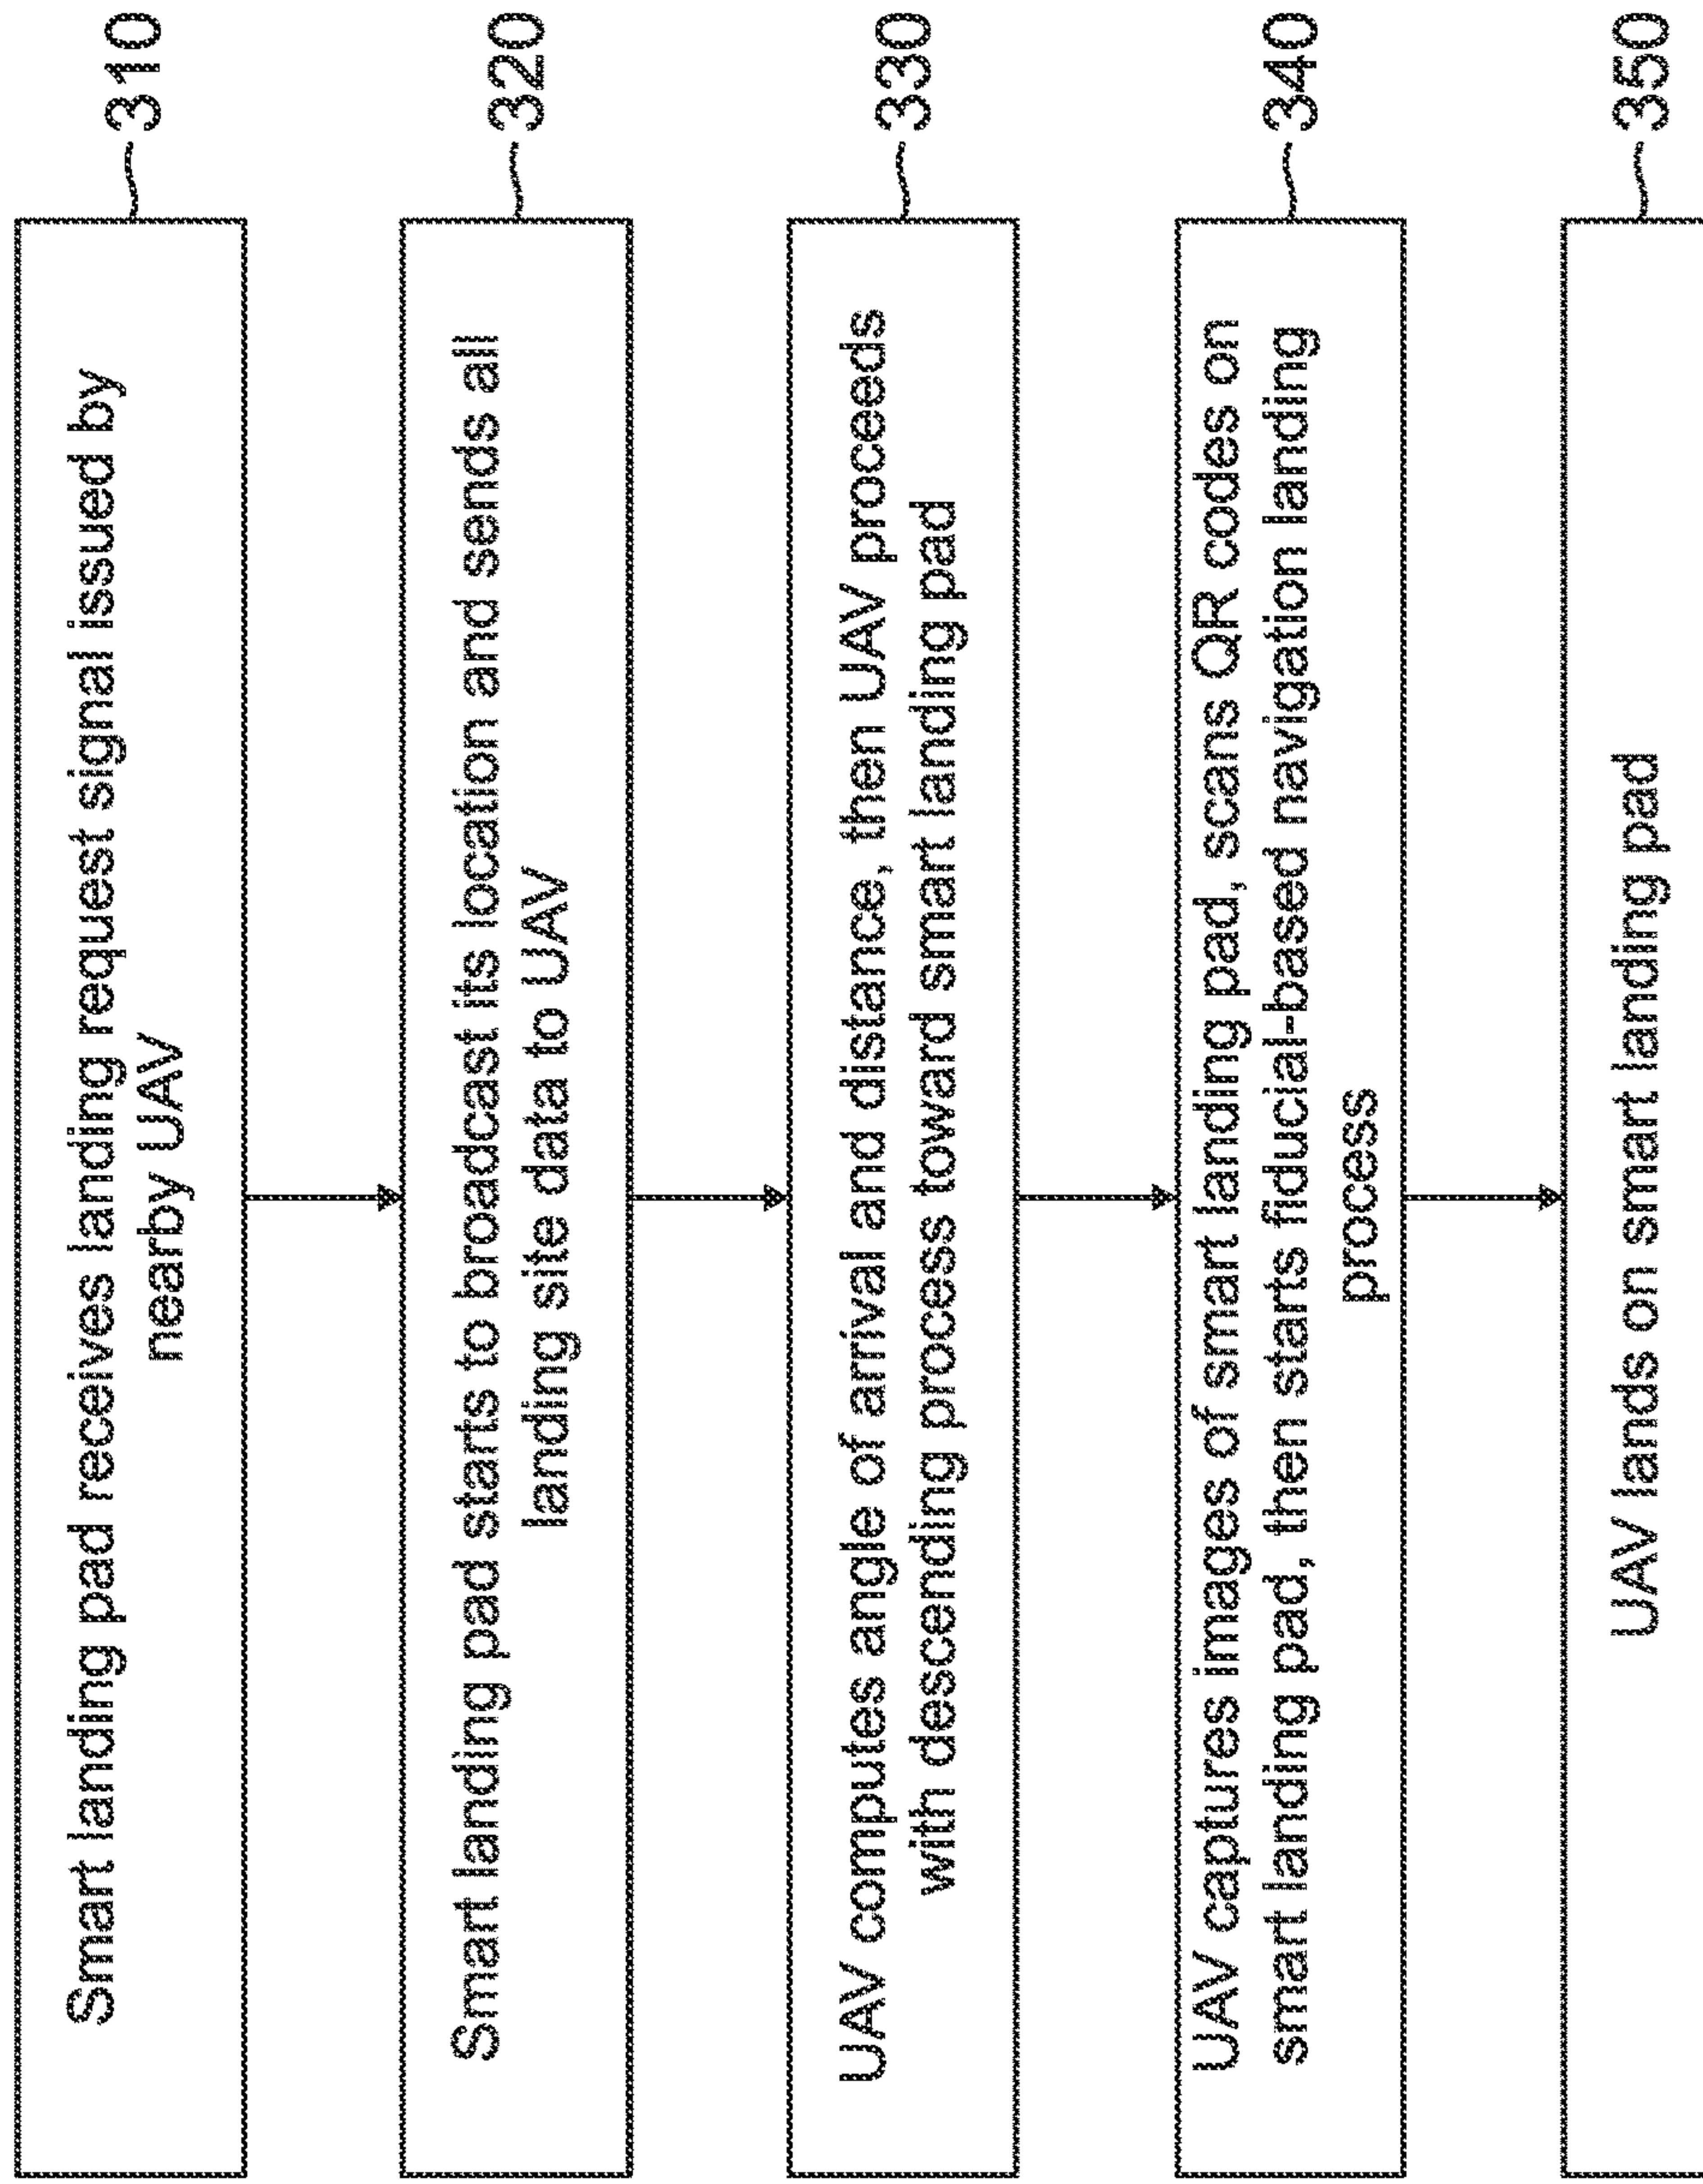 Smart landing pad receives landing request signal issued by
nearby UAV
310
Smart landing pad starts to broadcast its location and sends all
landing site data to UAV
320
UAV computes angle of arrival and distance, then UAV proceeds
with descending process toward smart landing pad
330
UAV captures images of smart landing pad, scans QR codes on
smart landing pad, then starts fiducial-based navigation landing
process
340
UAV lands on smart landing pad
350